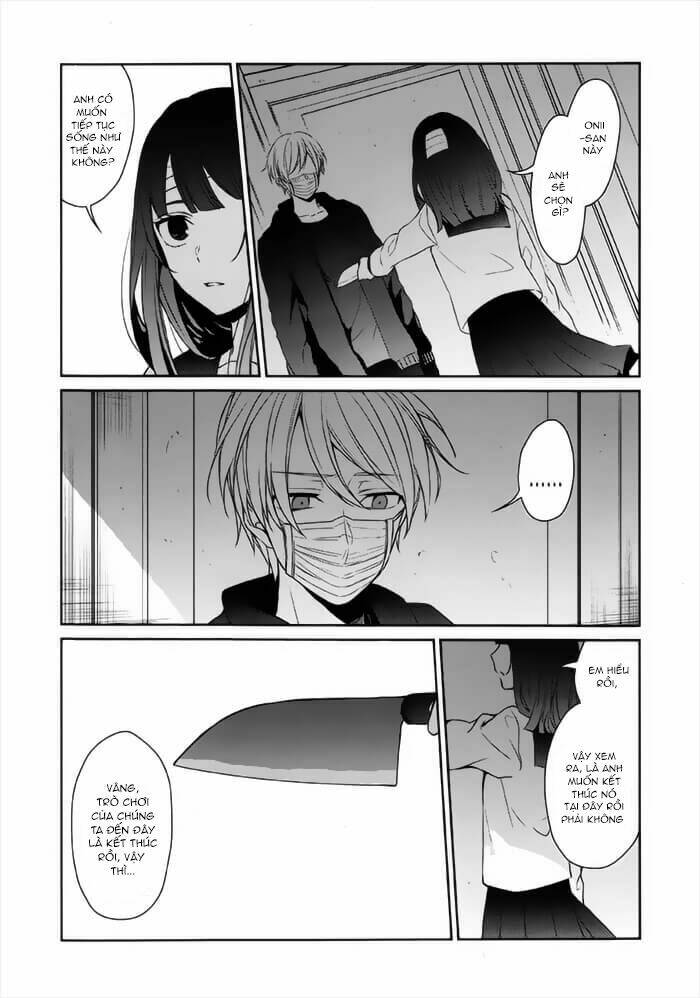 ONII
-SAN
NÀY
ANH
SẼ
CHỌN
GÌ?
ANH CÓ
MUỐN
TIẾP TỤC
SỐNG NHƯ
THẾ NÀY
KHÔNG?
......
EM HIỂU
RỒI,
VẬY XEM
RA, LÀ ANH
MUỐN KẾT
THÚC NÓ
TẠI ĐÂY RỒI
PHẢI KHÔNG
VÂNG,
TRÒ CHƠI
CỦA CHÚNG
TA ĐẾN ĐÂY
LÀ KẾT THÚC
RỒI, VẬY
THÌ...